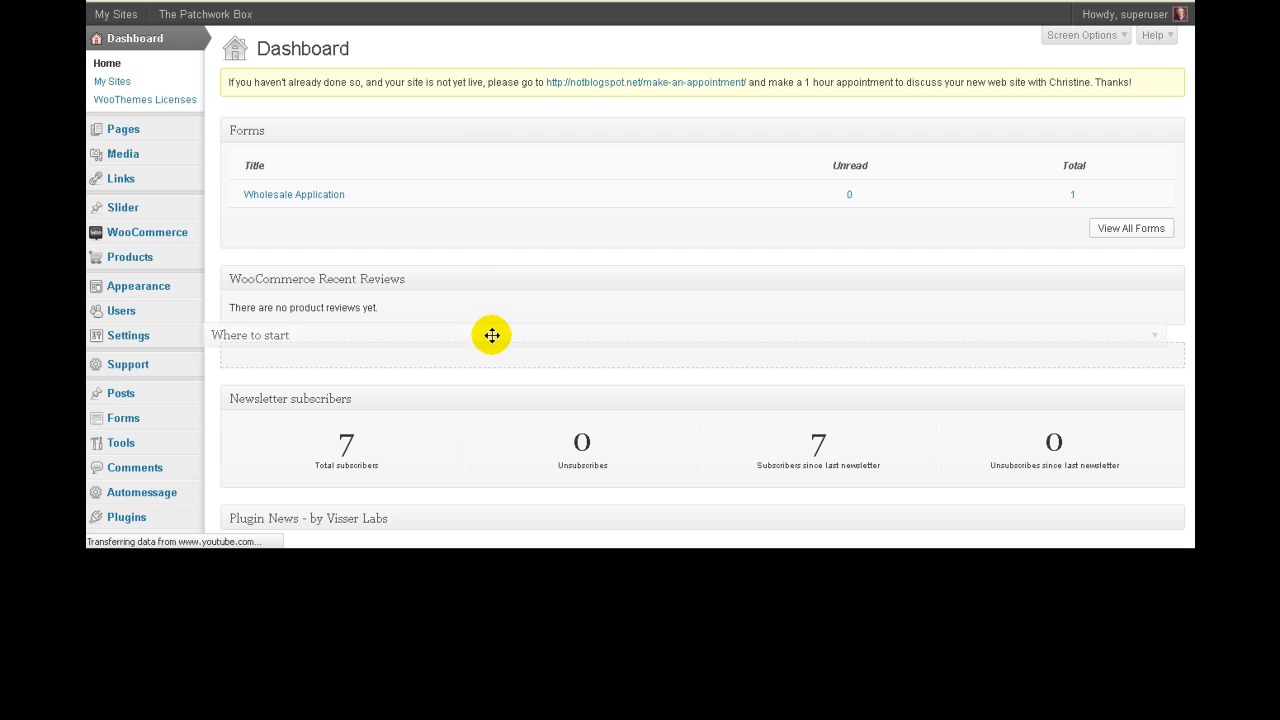 My Sites The Patchwork Box Howdy, superuser
Dashboard
Home
My Sites
WooThemes Licenses
Pages
Media
Links
Slider
WooCommerce
Products
Appearance
Users
Settings
Support
Posts
Forms
Tools
Comments
Automessage
Plugins
Transferring data from www.youtube.com...
Screen Options Help
Dashboard
If you haven't already done so, and your site is not yet live, please go to http://notblogspot.net/make-an-appointment/ and make a 1 hour appointment to discuss your new web site with Christine. Thanks!
Forms
Title Unread Total
Wholesale Application 0 1
View All Forms
WooCommerce Recent Reviews
There are no product reviews yet.
Where to start
Newsletter subscribers
7 0 7 0
Total subscribers Unsubscribes Subscribers since last newsletter Unsubscribes since last newsletter
Plugin News - by Visser Labs